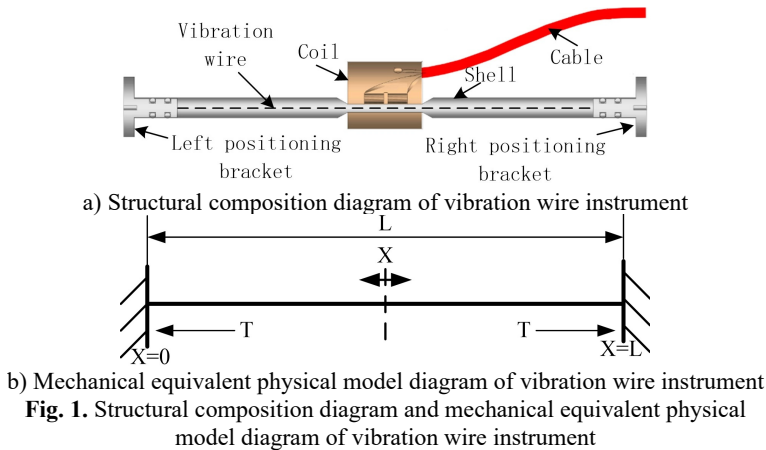 Vibration
wire
Coil
Cable
Shell
Left positioning
bracket
Right positioning
bracket
a) Structural composition diagram of vibration wire instrument
L
X
T
T
X=0
X=L
b) Mechanical equivalent physical model diagram of vibration wire instrument
Fig. 1. Structural composition diagram and mechanical equivalent physical
model diagram of vibration wire instrument